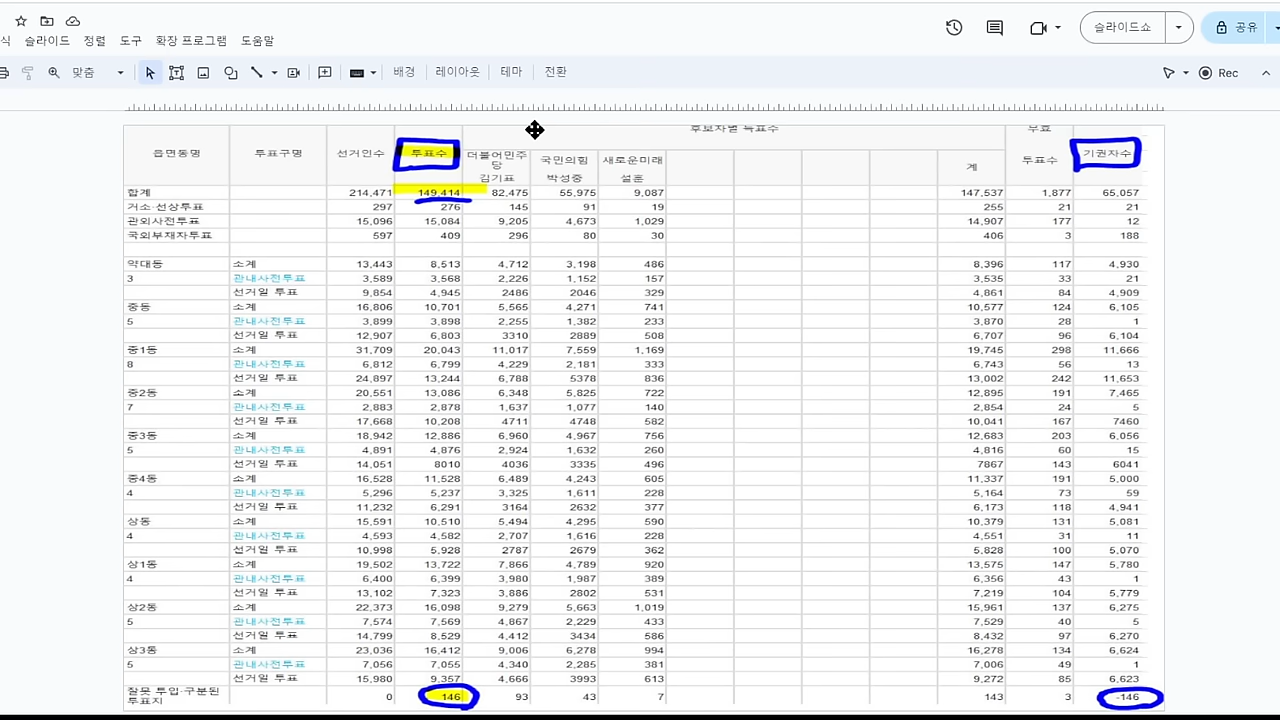 식 슬라이드 정렬 도구 확장 프로그램 도움말
슬라이드쇼
공유
맞춤 배경 레이아웃 테마 전환 Rec
후보자별 득표수 무효
읍면동명 투표구명 선거인수 투표수 더불어민주당 김기표 국민의힘 박성중 새로운미래 설훈 계 투표수 기권자수
합계 214,471 149,414 82,475 55,975 9,087 147,537 1,877 65,057
거소·선상투표 297 276 145 91 19 255 21 21
관외사전투표 15,096 15,084 9,205 4,673 1,029 14,907 177 12
국외부재자투표 597 409 296 80 30 406 3 188
약대동 소계 13,443 8,513 4,712 3,198 486 8,396 117 4,930
3 관내사전투표 3,589 3,568 2,226 1,152 157 3,535 33 21
선거일 투표 9,854 4,945 2486 2046 329 4,861 84 4,909
중동 소계 16,806 10,701 5,565 4,271 741 10,577 124 6,105
5 관내사전투표 3,899 3,898 2,255 1,382 233 3,870 28 1
선거일 투표 12,907 6,803 3310 2889 508 6,707 96 6,104
중1동 소계 31,709 20,043 11,017 7,559 1,169 19,745 298 11,666
8 관내사전투표 6,812 6,799 4,229 2,181 333 6,743 56 13
선거일 투표 24,897 13,244 6,788 5378 836 13,002 242 11,653
중2동 소계 20,551 13,086 6,348 5,825 722 12,895 191 7,465
7 관내사전투표 2,883 2,878 1,637 1,077 140 2,854 24 5
선거일 투표 17,668 10,208 4711 4748 582 10,041 167 7460
중3동 소계 18,942 12,886 6,960 4,967 756 12,683 203 6,056
5 관내사전투표 4,891 4,876 2,924 1,632 260 4,816 60 15
선거일 투표 14,051 8010 4036 3335 496 7867 143 6041
중4동 소계 16,528 11,528 6,489 4,243 605 11,337 191 5,000
4 관내사전투표 5,296 5,237 3,325 1,611 228 5,164 73 59
선거일 투표 11,232 6,291 3164 2632 377 6,173 118 4,941
상동 소계 15,591 10,510 5,494 4,295 590 10,379 131 5,081
4 관내사전투표 4,593 4,582 2,707 1,616 228 4,551 31 11
선거일 투표 10,998 5,928 2787 2679 362 5,828 100 5,070
상1동 소계 19,502 13,722 7,866 4,789 920 13,575 147 5,780
4 관내사전투표 6,400 6,399 3,980 1,987 389 6,356 43 1
선거일 투표 13,102 7,323 3,886 2802 531 7,219 104 5,779
상2동 소계 22,373 16,098 9,279 5,663 1,019 15,961 137 6,275
5 관내사전투표 7,574 7,569 4,867 2,229 433 7,529 40 5
선거일 투표 14,799 8,529 4,412 3434 586 8,432 97 6,270
상3동 소계 23,036 16,412 9,006 6,278 994 16,278 134 6,624
5 관내사전투표 7,056 7,055 4,340 2,285 381 7,006 49 1
선거일 투표 15,980 9,357 4,666 3993 613 9,272 85 6,623
잘못 투입·구분된 투표지 0 146 93 43 7 143 3 -146